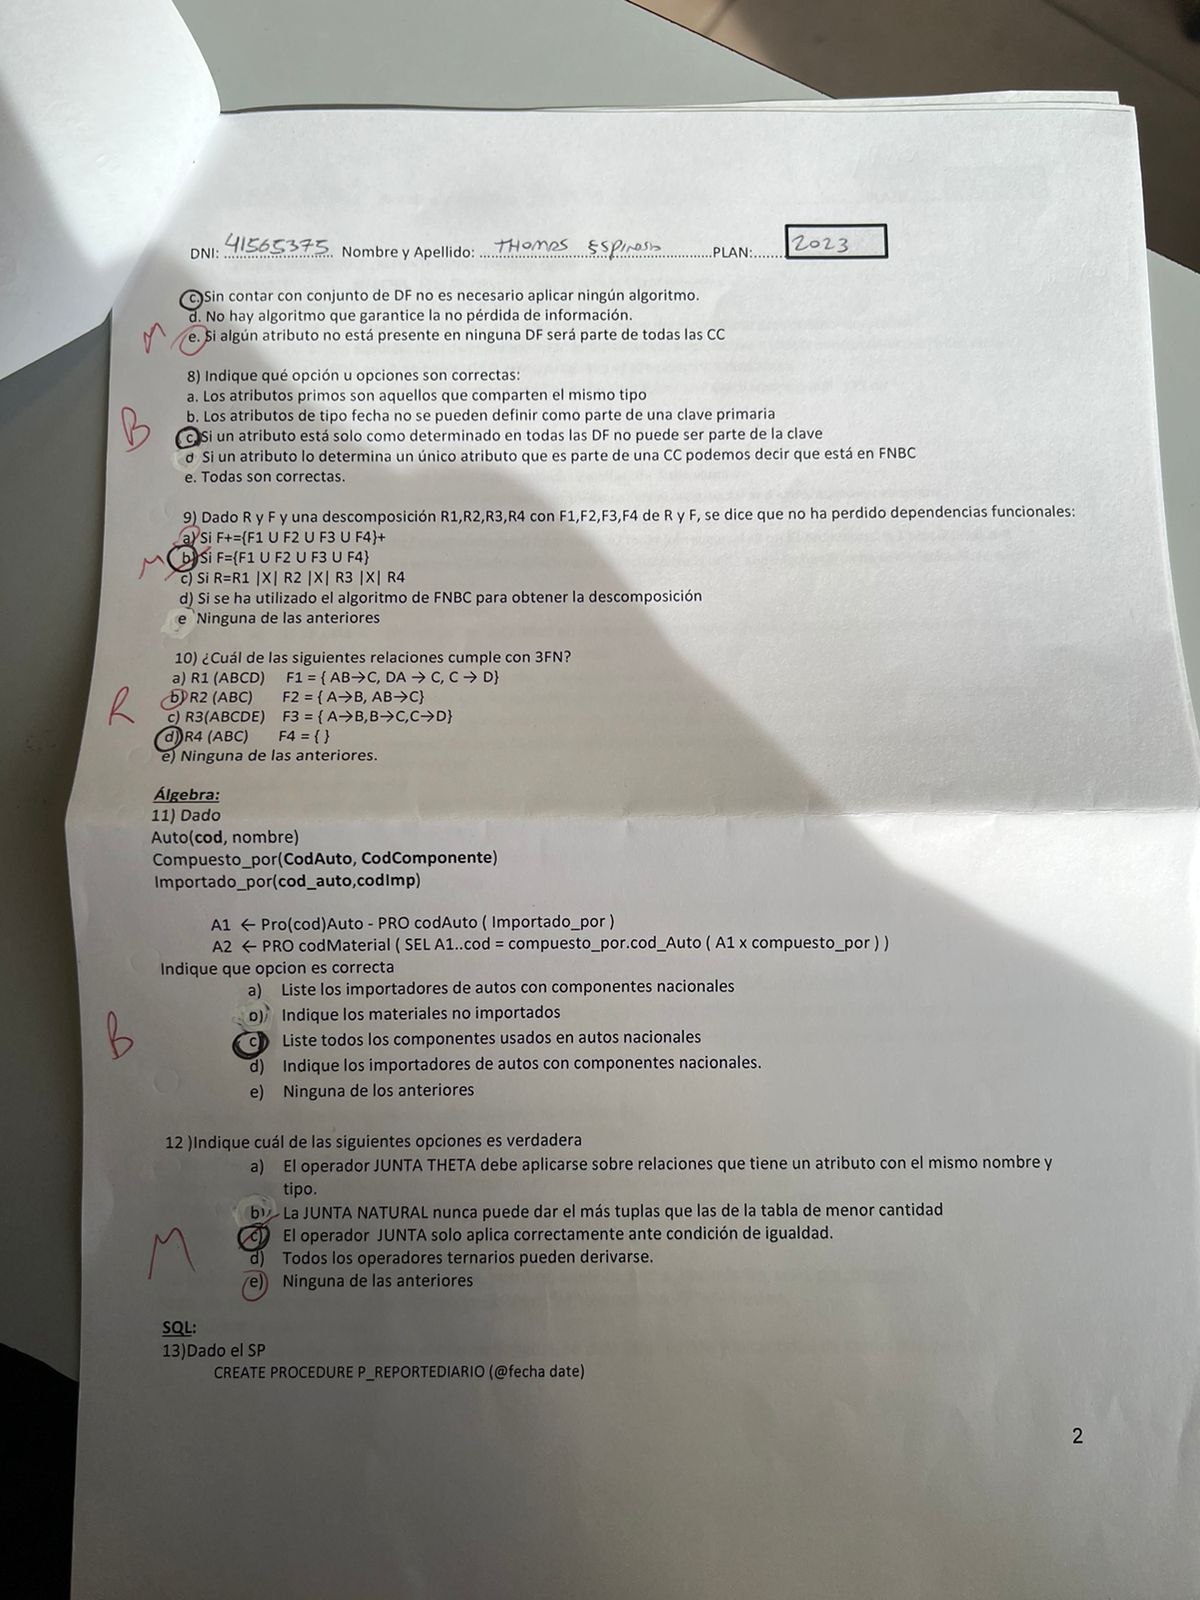 DNI: 41565375 Nombre y Apellido: THOMAS ESPINOSA PLAN: 2023
c. Sin contar con conjunto de DF no es necesario aplicar ningún algoritmo.
d. No hay algoritmo que garantice la no pérdida de información.
M e. Si algún atributo no está presente en ninguna DF será parte de todas las CC
8) Indique qué opción u opciones son correctas:
a. Los atributos primos son aquellos que comparten el mismo tipo
b. Los atributos de tipo fecha no se pueden definir como parte de una clave primaria
B c. Si un atributo está solo como determinado en todas las DF no puede ser parte de la clave
d Si un atributo lo determina un único atributo que es parte de una CC podemos decir que está en FNBC
e. Todas son correctas.
9) Dado R y F y una descomposición R1,R2,R3,R4 con F1,F2,F3,F4 de R y F, se dice que no ha perdido dependencias funcionales:
a) Si F+={F1 U F2 U F3 U F4}+
M b) Si F={F1 U F2 U F3 U F4}
c) Si R=R1 |X| R2 |X| R3 |X| R4
d) Si se ha utilizado el algoritmo de FNBC para obtener la descomposición
e Ninguna de las anteriores
10) ¿Cuál de las siguientes relaciones cumple con 3FN?
a) R1 (ABCD) F1 = { AB→C, DA → C, C → D}
R b) R2 (ABC) F2 = { A→B, AB→C}
c) R3(ABCDE) F3 = { A→B,B→C,C→D}
d) R4 (ABC) F4 = { }
e) Ninguna de las anteriores.
Álgebra:
11) Dado
Auto(cod, nombre)
Compuesto_por(CodAuto, CodComponente)
Importado_por(cod_auto,codImp)
A1 ← Pro(cod)Auto - PRO codAuto ( Importado_por )
A2 ← PRO codMaterial ( SEL A1..cod = compuesto_por.cod_Auto ( A1 x compuesto_por ) )
Indique que opcion es correcta
a) Liste los importadores de autos con componentes nacionales
b) Indique los materiales no importados
B c) Liste todos los componentes usados en autos nacionales
d) Indique los importadores de autos con componentes nacionales.
e) Ninguna de los anteriores
12 )Indique cuál de las siguientes opciones es verdadera
a) El operador JUNTA THETA debe aplicarse sobre relaciones que tiene un atributo con el mismo nombre y
tipo.
b) La JUNTA NATURAL nunca puede dar el más tuplas que las de la tabla de menor cantidad
M c) El operador JUNTA solo aplica correctamente ante condición de igualdad.
d) Todos los operadores ternarios pueden derivarse.
e) Ninguna de las anteriores
SQL:
13)Dado el SP
CREATE PROCEDURE P_REPORTEDIARIO (@fecha date)
2